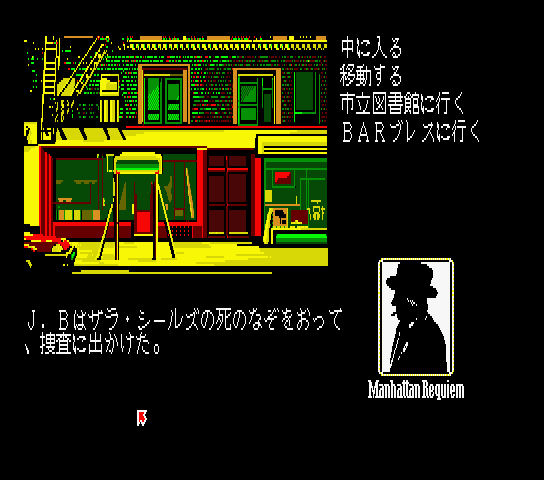 中に入る
移動する
市立図書館に行く
BARブレスに行く
J．Bはサラ・シールズの死のなぞをおって
、捜査に出かけた。
Manhattan Requiem